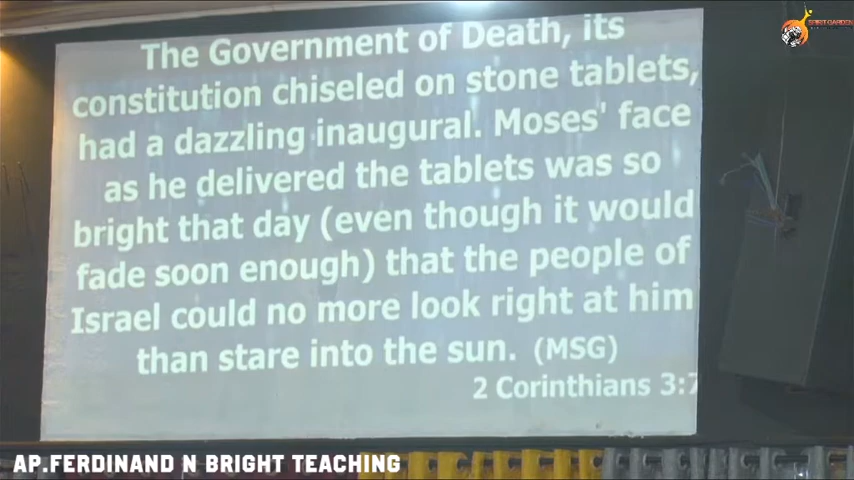 The Government of Death, its
constitution chiseled on stone tablets,
had a dazzling inaugural. Moses' face
as he delivered the tablets was so
bright that day (even though it would
fade soon enough) that the people of
Israel could no more look right at him
than stare into the sun. (MSG)
2 Corinthians 3:7
SPIRIT GARDEN
AP.FERDINAND N BRIGHT TEACHING